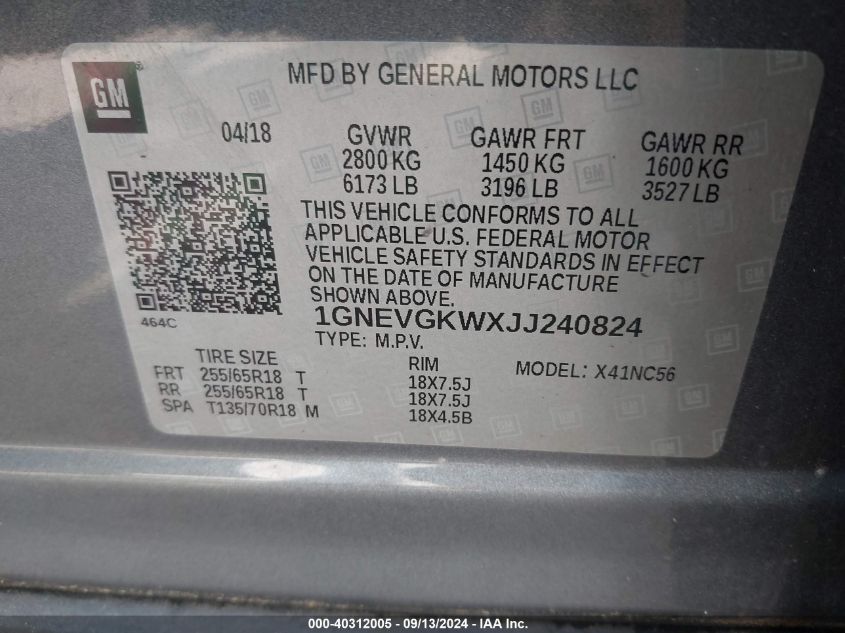 GM
MFD BY GENERAL MOTORS LLC
04/18 GVWR GAWR FRT GAWR RR
2800 KG 1450 KG 1600 KG
6173 LB 3196 LB 3527 LB
THIS VEHICLE CONFORMS TO ALL
APPLICABLE U.S. FEDERAL MOTOR
VEHICLE SAFETY STANDARDS IN EFFECT
ON THE DATE OF MANUFACTURE
SHOWN ABOVE.
464C
1GNEVGKWXJJ240824
TYPE: M.P.V.
TIRE SIZE RIM MODEL: X41NC56
FRT 255/65R18 T 18X7.5J
RR 255/65R18 T 18X7.5J
SPA T135/70R18 M 18X4.5B
000-40312005 - 09/13/2024 - IAA Inc.